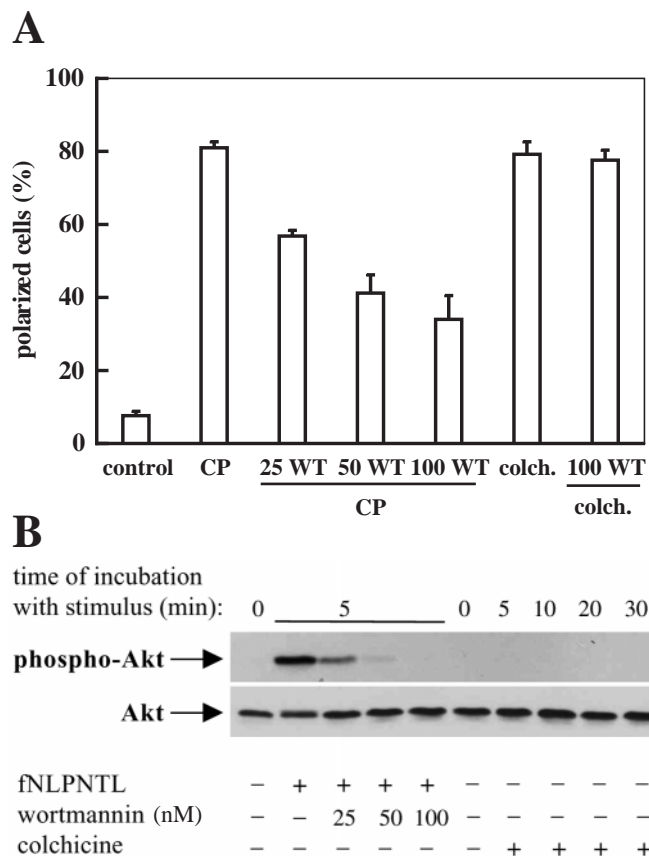 A
100
80
60
40
20
0
polarized cells (%)
control CP 25 WT 50 WT 100 WT colch. 100 WT
CP colch.
B
time of incubation
with stimulus (min): 0 5 0 5 10 20 30
phospho-Akt
Akt
fNLPNTL − + + + + − − − − −
wortmannin (nM) − − 25 50 100 − − − − −
colchicine − − − − − − + + + +